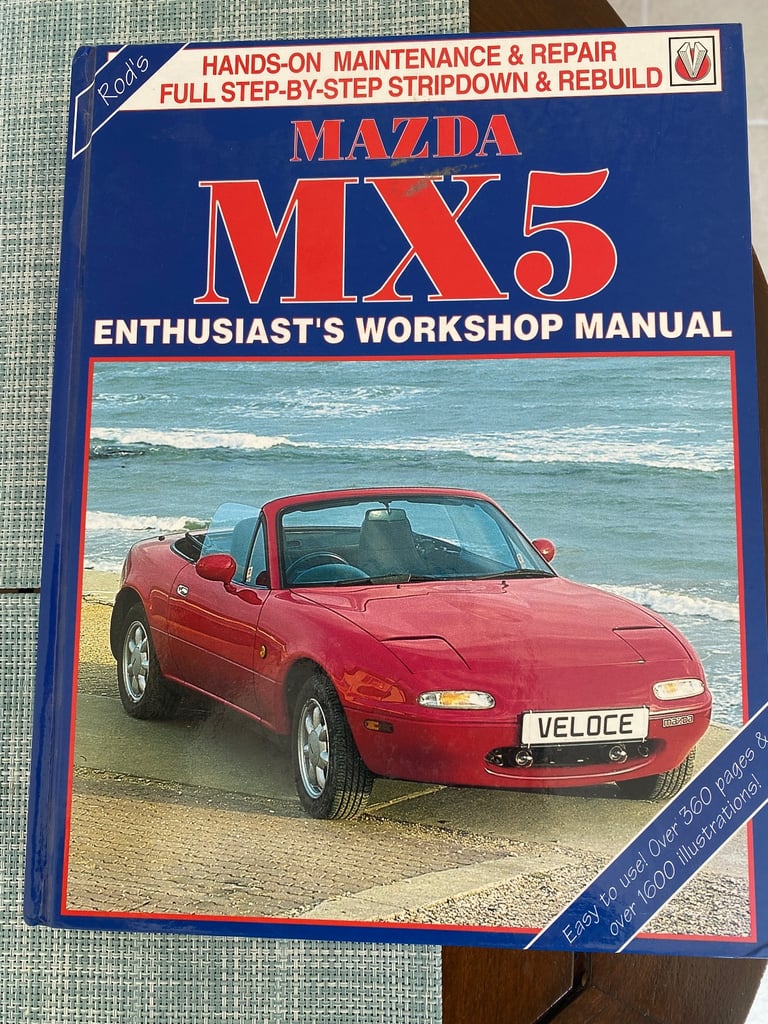 Rod's
HANDS-ON MAINTENANCE & REPAIR
FULL STEP-BY-STEP STRIPDOWN & REBUILD
V
MAZDA
MX5
ENTHUSIAST'S WORKSHOP MANUAL
VELOCE
mazda
Easy to use! Over 360 pages &
over 1600 illustrations!